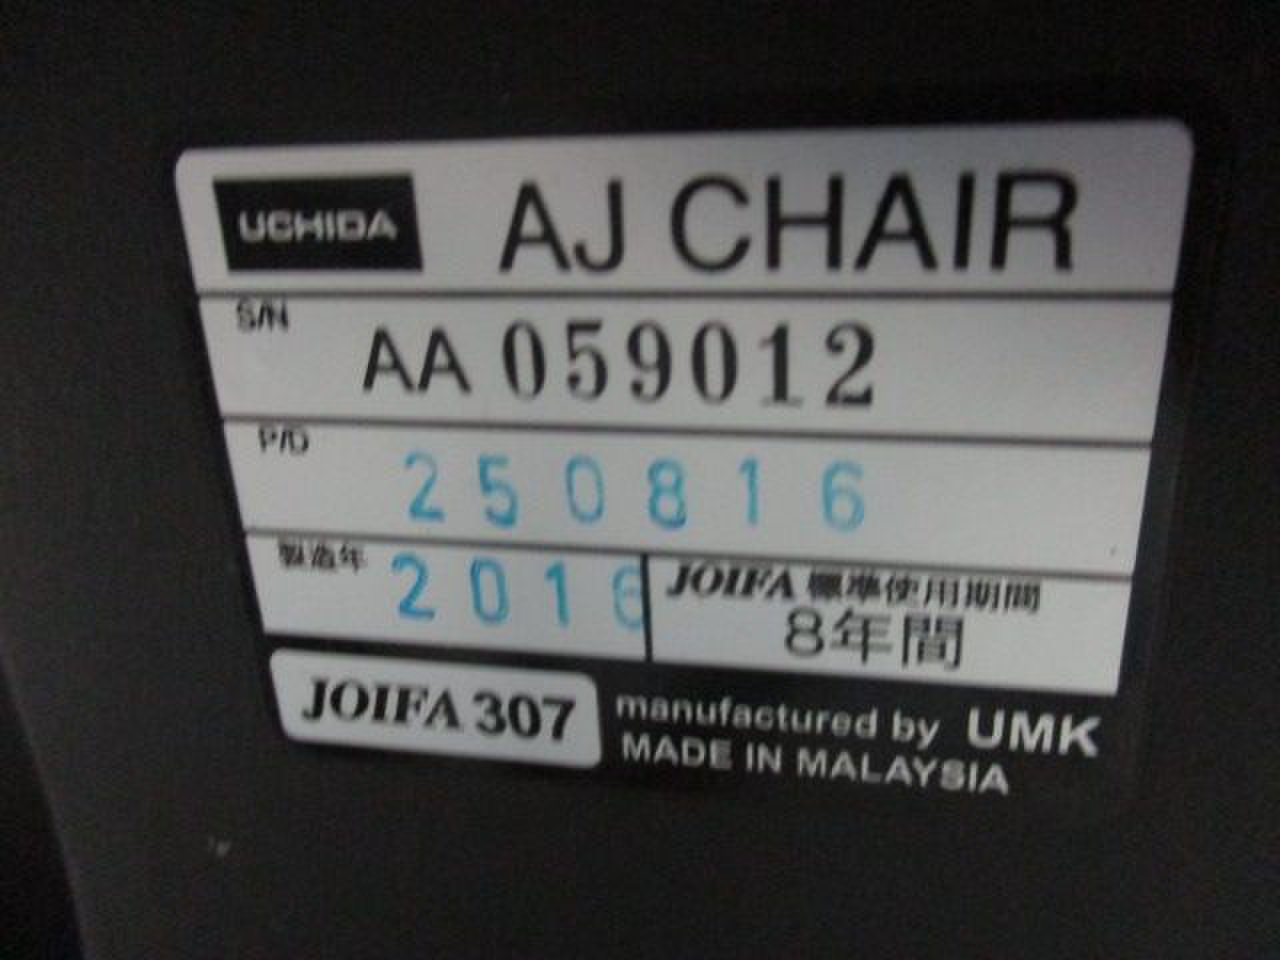 UCHIDA AJ CHAIR
S/N AA 059012
P/D 250816
製造年 2016
JOIFA 標準使用期間
8年間
JOIFA 307
manufactured by UMK
MADE IN MALAYSIA